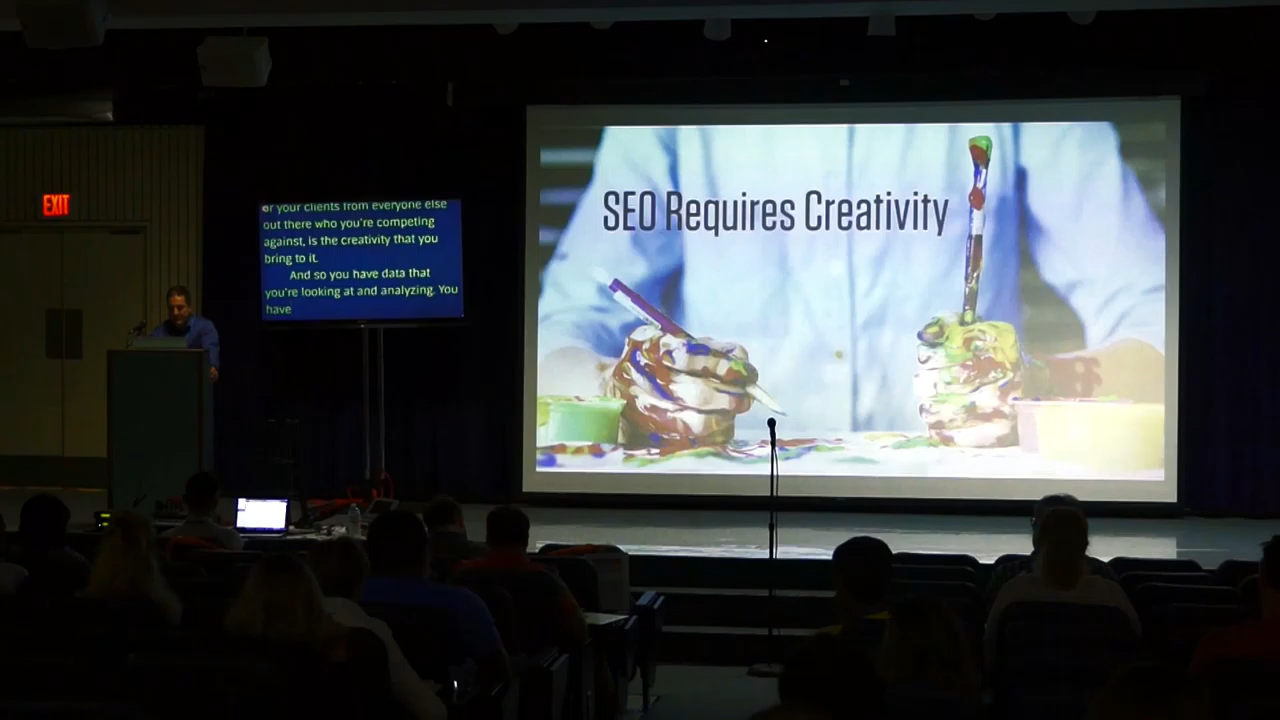 EXIT
er your clients from everyone else
out there who you're competing
against, is the creativity that you
bring to it.
And so you have data that
you're looking at and analyzing. You
have
SEO Requires Creativity